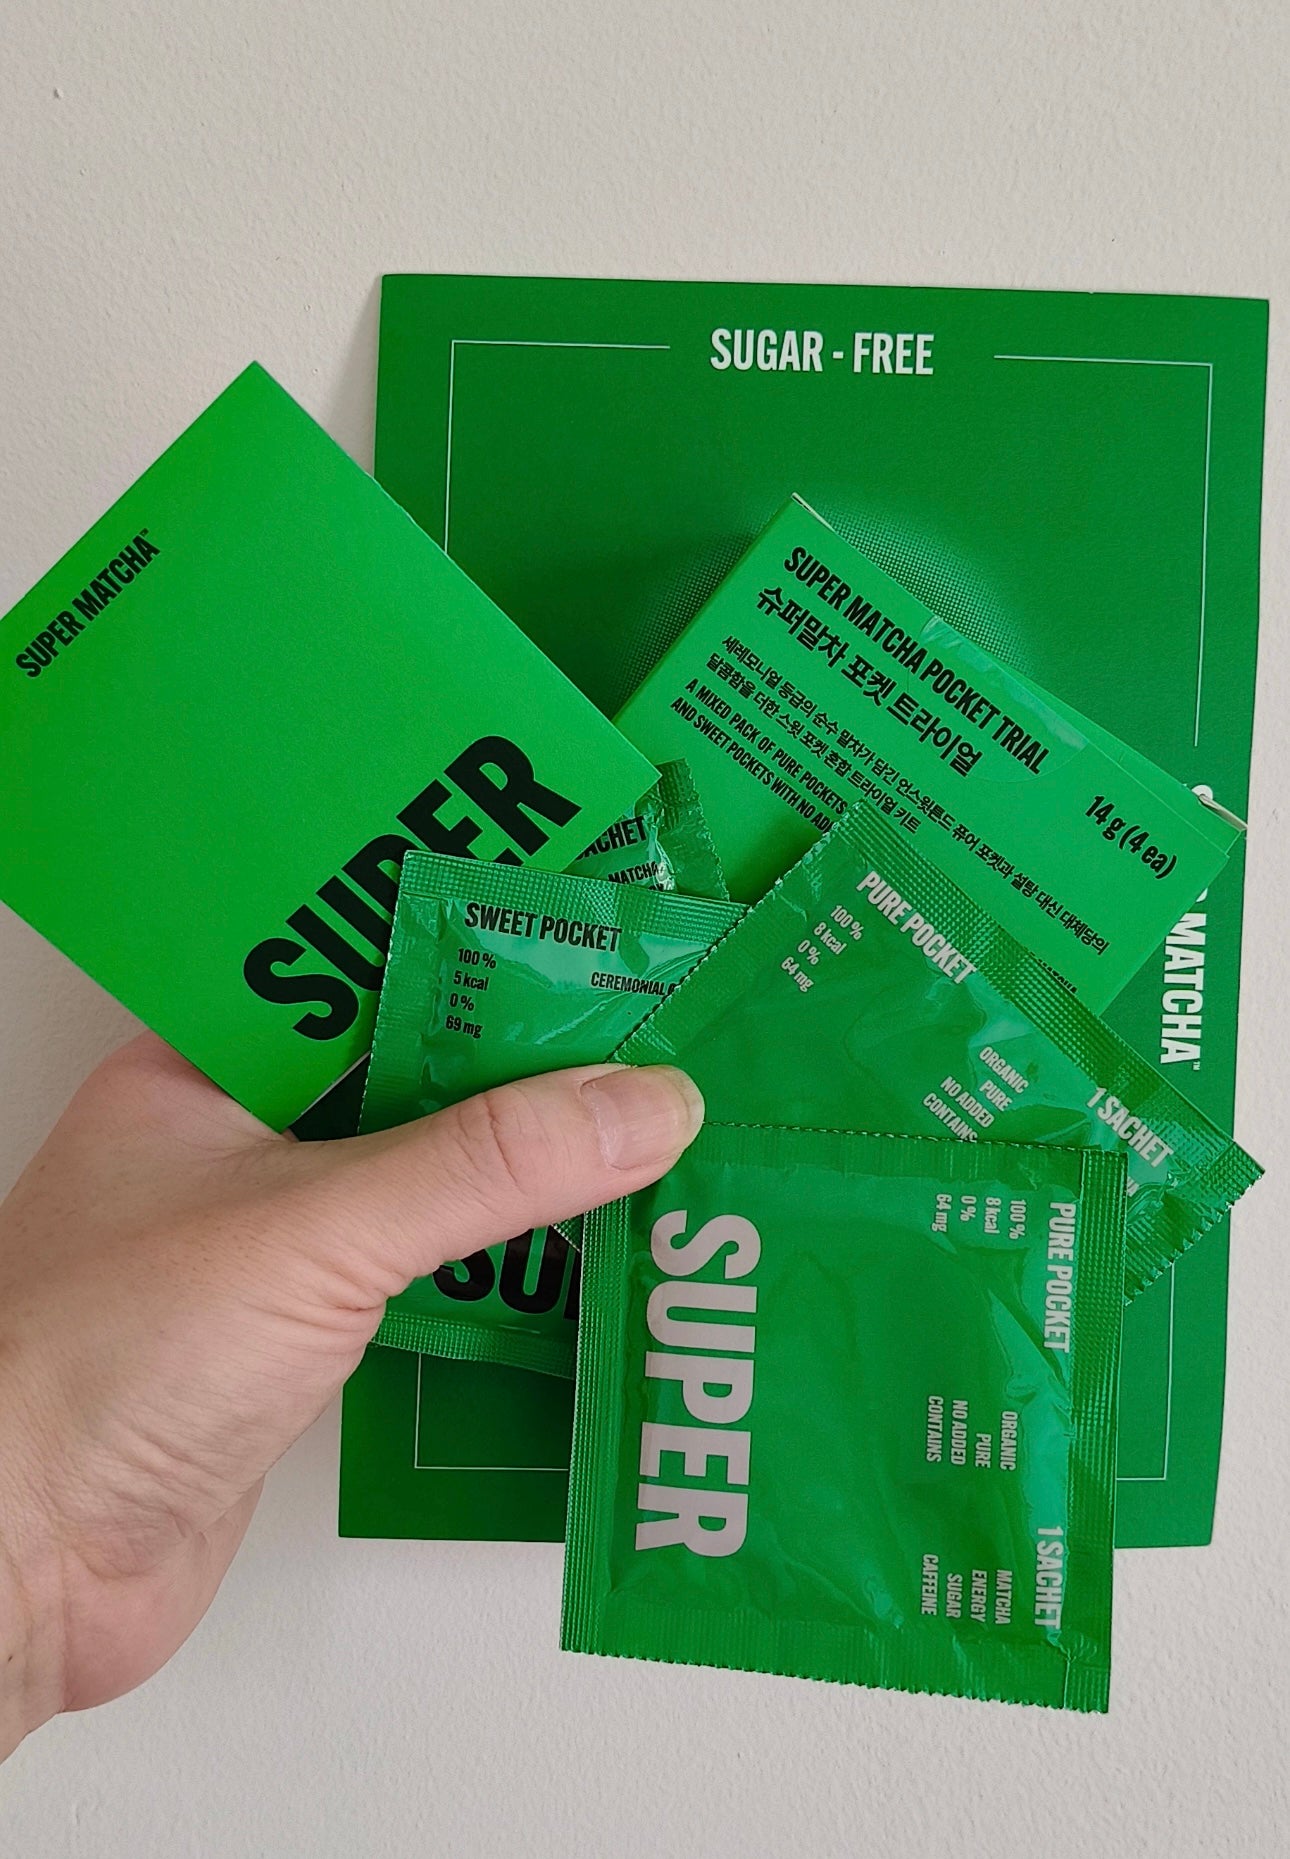 SUGAR - FREE
SUPER MATCHA™
SUPER
SUPER MATCHA POCKET TRIAL
슈퍼말차 포켓 트라이얼
세레모니얼 등급의 순수 말차가 담긴 언스윗튼드 퓨어 포켓과 설탕 대신 대체당의
달콤함을 더한 스윗 포켓 혼합 트라이얼 키트
A MIXED PACK OF PURE POCKETS
AND SWEET POCKETS WITH NO
14 g (4 ea)
MATCHA™
SACHET
MATCHA
SWEET POCKET
100 %
5 kcal
0 %
69 mg
CEREMONIAL
PURE POCKET
100 %
8 kcal
0 %
64 mg
ORGANIC
PURE
NO ADDED
CONTAINS
1 SACHET
PURE POCKET
100 %
8 kcal
0 %
64 mg
ORGANIC
PURE
NO ADDED
CONTAINS
1 SACHET
MATCHA
ENERGY
SUGAR
CAFFEINE
SUPER